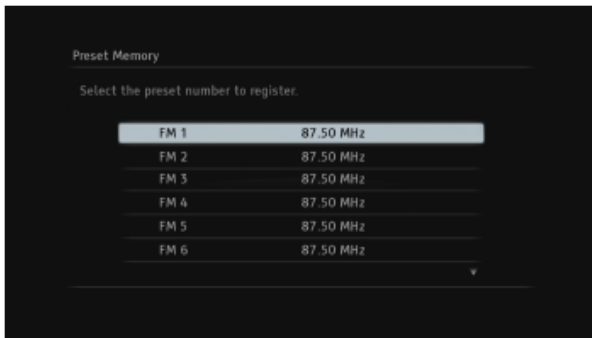 Preset Memory
Select the preset number to register.
FM 1 87.50 MHz
FM 2 87.50 MHz
FM 3 87.50 MHz
FM 4 87.50 MHz
FM 5 87.50 MHz
FM 6 87.50 MHz